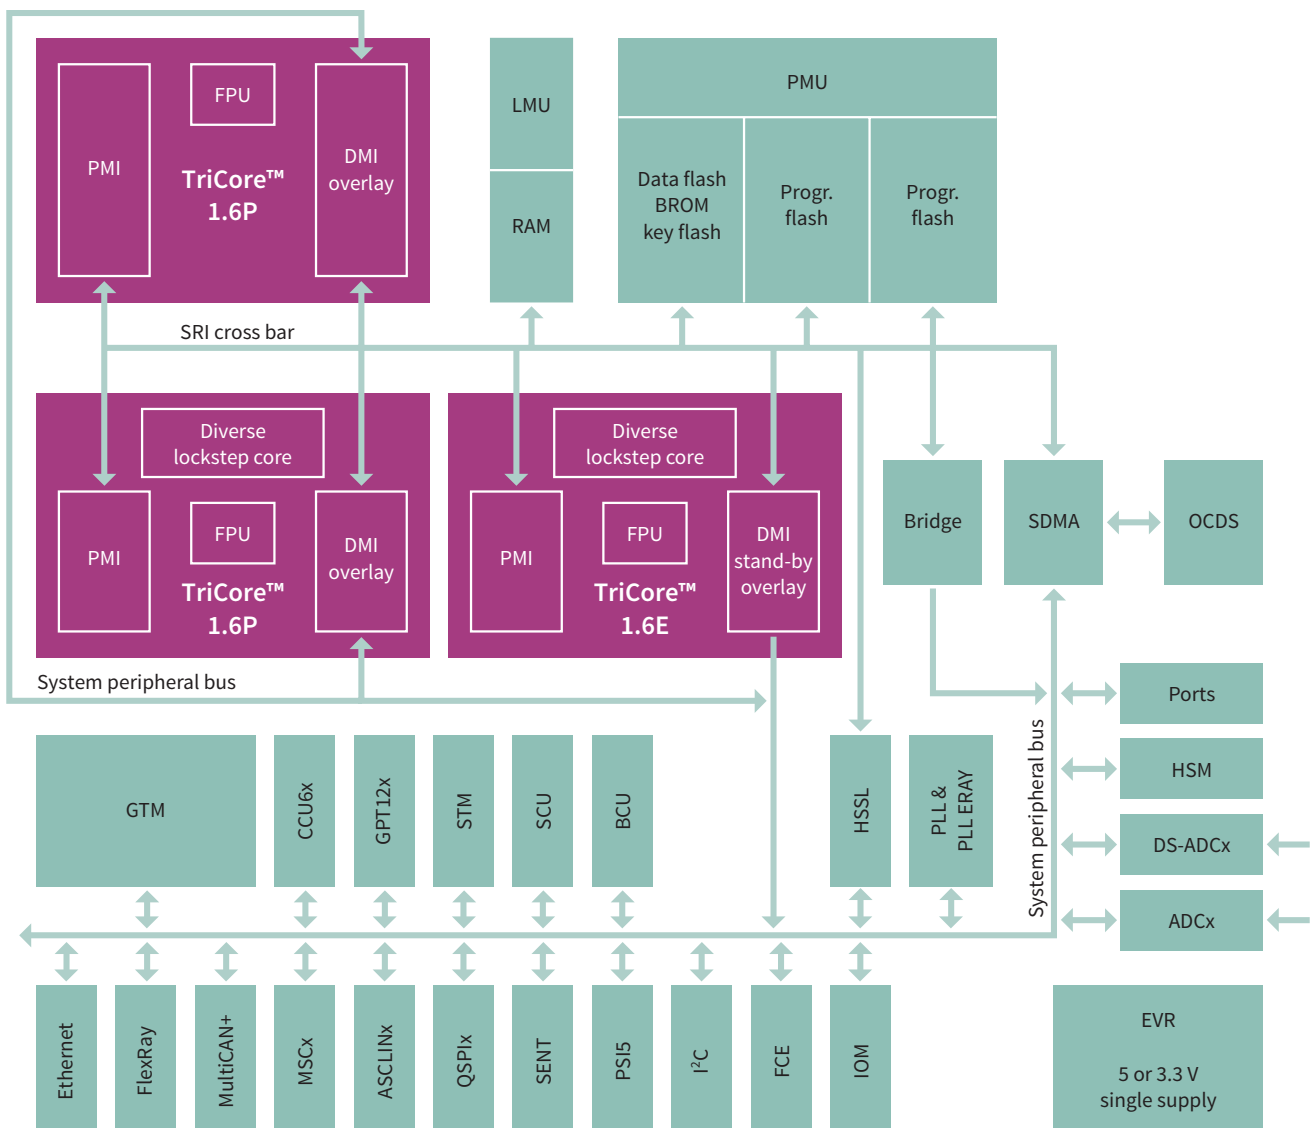 FPU
PMI
DMI
overlay
TriCore™
1.6P
LMU
RAM
PMU
Data flash
BROM
key flash
Progr.
flash
Progr.
flash
SRI cross bar
Diverse
lockstep core
PMI
FPU
DMI
overlay
TriCore™
1.6P
Diverse
lockstep core
PMI
FPU
DMI
stand-by
overlay
TriCore™
1.6E
Bridge
SDMA
OCDS
System peripheral bus
System peripheral bus
Ports
HSM
DS-ADCx
ADCx
GTM
CCU6x
GPT12x
STM
SCU
BCU
HSSL
PLL &
PLL ERAY
Ethernet
FlexRay
MultiCAN+
MSCx
ASCLINx
QSPIx
SENT
PSI5
I²C
FCE
IOM
EVR
5 or 3.3 V
single supply